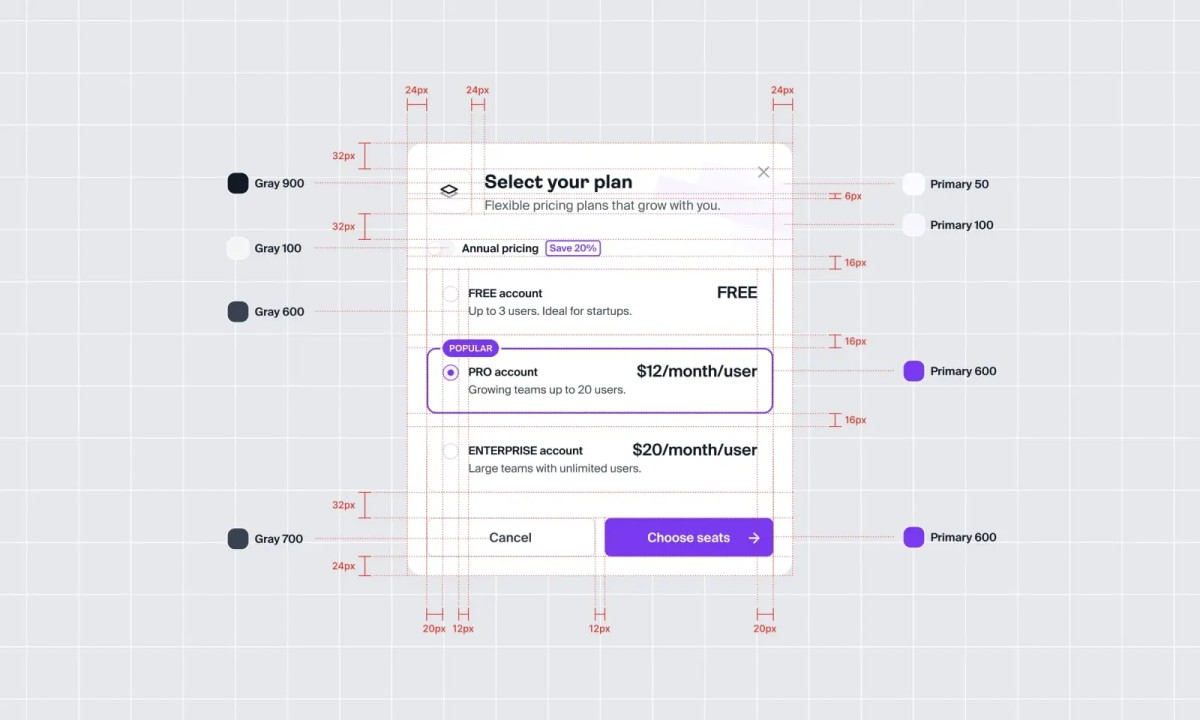 24px
24px
24px
32px
Gray 900
Select your plan
Primary 50
6px
Flexible pricing plans that grow with you.
32px
Primary 100
Gray 100
Annual pricing
Save 20%
16px
FREE account
FREE
Gray 600
Up to 3 users. Ideal for startups.
16px
POPULAR
PRO account
$12/month/user
Primary 600
Growing teams up to 20 users.
16px
ENTERPRISE account
$20/month/user
Large teams with unlimited users.
32px
Gray 700
Cancel
Choose seats
Primary 600
24px
20px
12px
12px
20px